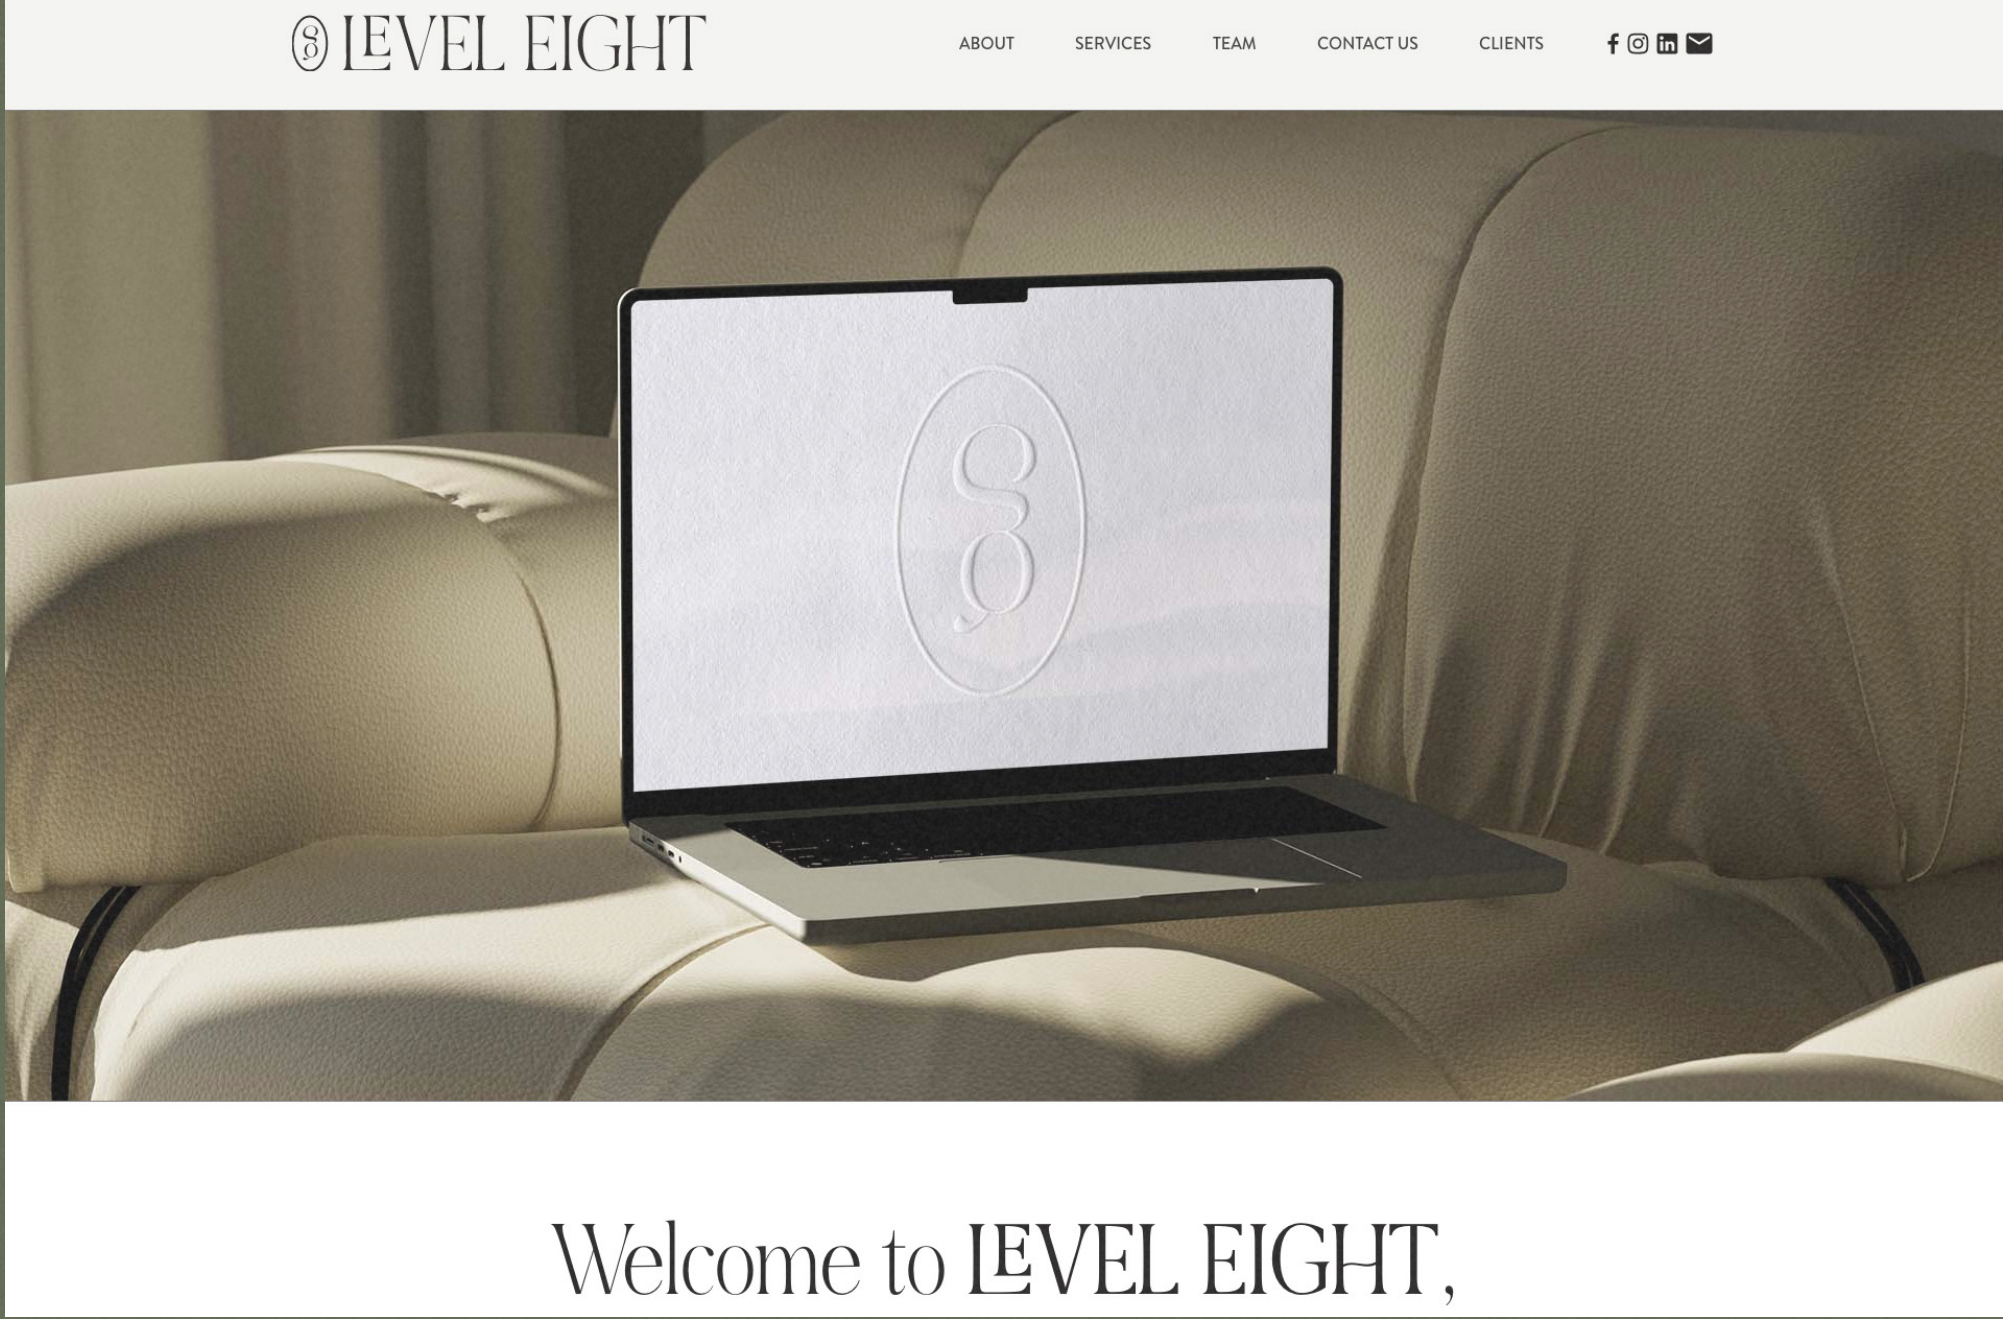 LEVEL EIGHT
ABOUT
SERVICES
TEAM
CONTACT US
CLIENTS
Welcome to LEVEL EIGHT,